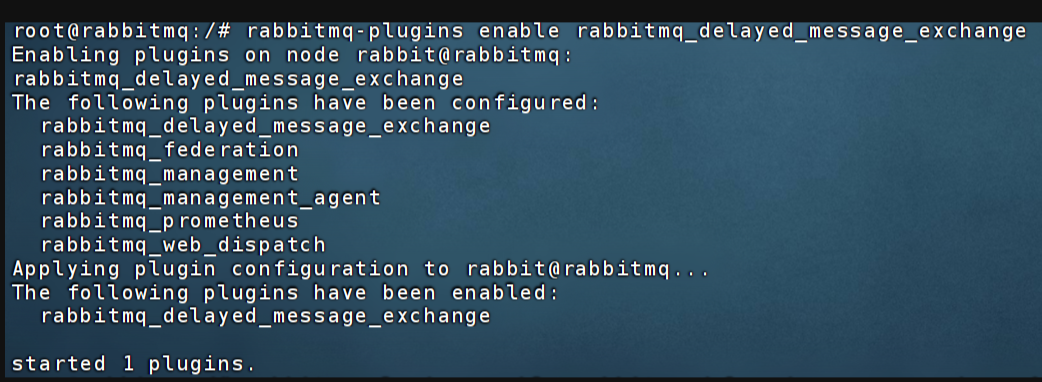 root@rabbitmq:/# rabbitmq-plugins enable rabbitmq_delayed_message_exchange
Enabling plugins on node rabbit@rabbitmq:
rabbitmq_delayed_message_exchange
The following plugins have been configured:
  rabbitmq_delayed_message_exchange
  rabbitmq_federation
  rabbitmq_management
  rabbitmq_management_agent
  rabbitmq_prometheus
  rabbitmq_web_dispatch
Applying plugin configuration to rabbit@rabbitmq...
The following plugins have been enabled:
  rabbitmq_delayed_message_exchange

started 1 plugins.